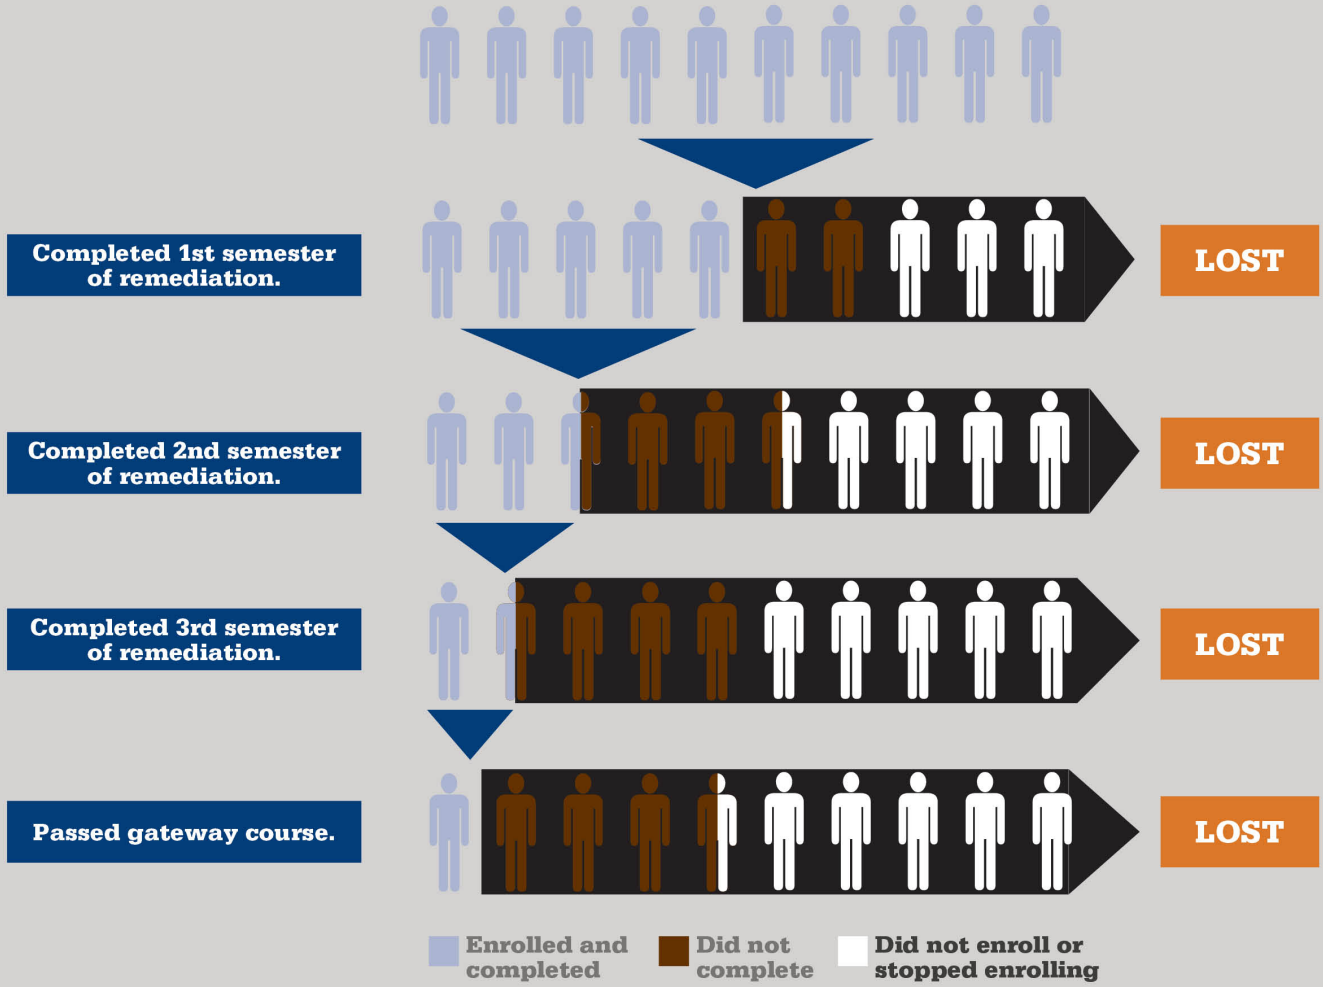 Completed 1st semester
of remediation.
LOST
Completed 2nd semester
of remediation.
LOST
Completed 3rd semester
of remediation.
LOST
Passed gateway course.
LOST
Enrolled and
completed
Did not
complete
Did not enroll or
stopped enrolling